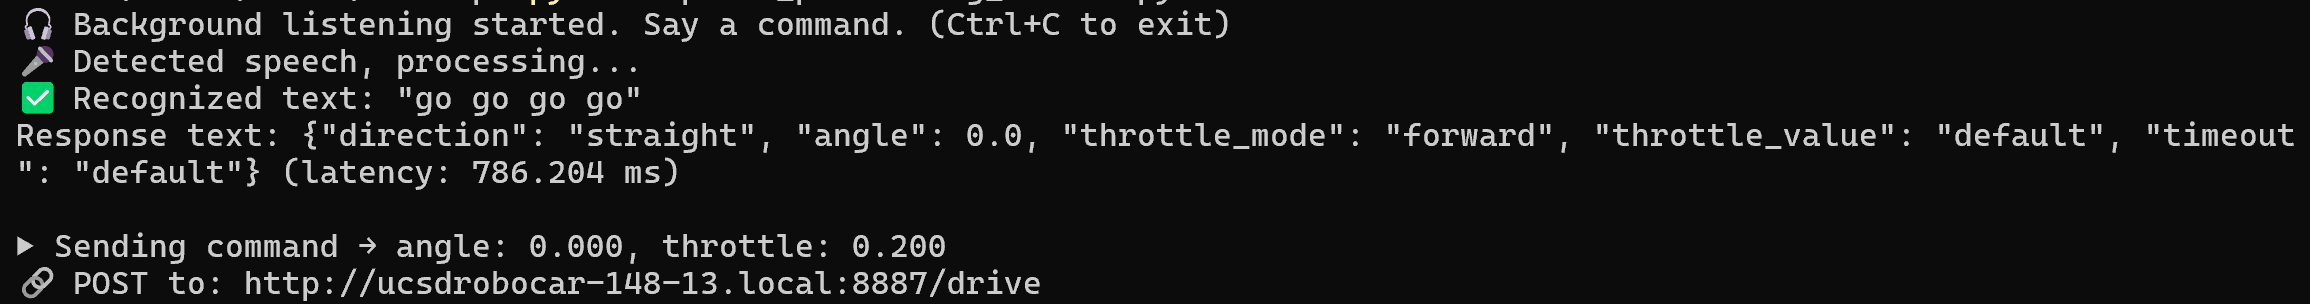 🎧 Background listening started. Say a command. (Ctrl+C to exit)
🎤 Detected speech, processing...
✅ Recognized text: "go go go go"
Response text: {"direction": "straight", "angle": 0.0, "throttle_mode": "forward", "throttle_value": "default", "timeout
": "default"} (latency: 786.204 ms)
▶ Sending command → angle: 0.000, throttle: 0.200
🔗 POST to: http://ucsdrobocar-148-13.local:8887/drive